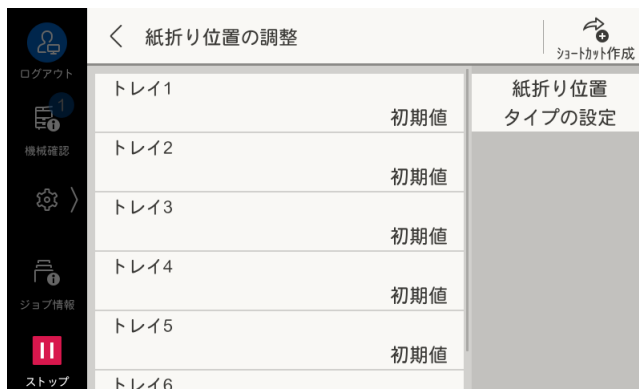 紙折り位置の調整
ショートカット作成
ログアウト
1
機械確認
ジョブ情報
ストップ
トレイ1
初期値
トレイ2
初期値
トレイ3
初期値
トレイ4
初期値
トレイ5
初期値
トレイ6
紙折り位置
タイプの設定